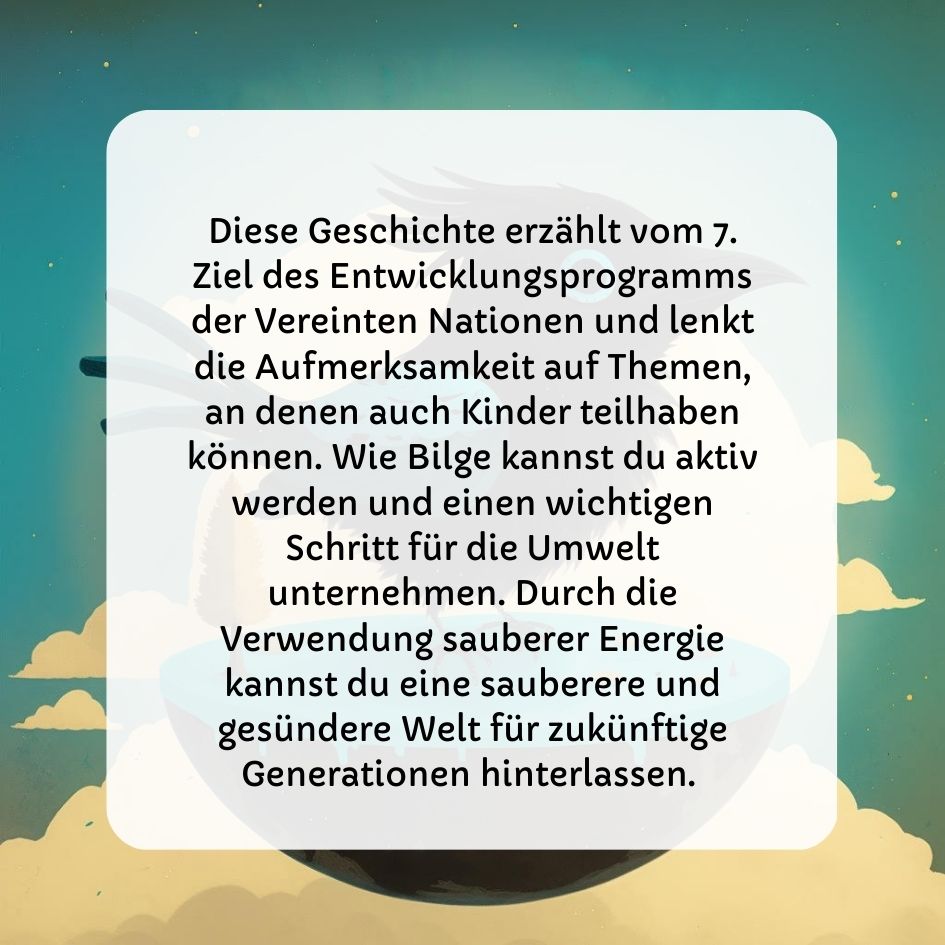 Diese Geschichte erzählt vom 7.
Ziel des Entwicklungsprogramms
der Vereinten Nationen und lenkt
die Aufmerksamkeit auf Themen,
an denen auch Kinder teilhaben
können. Wie Bilge kannst du aktiv
werden und einen wichtigen
Schritt für die Umwelt
unternehmen. Durch die
Verwendung sauberer Energie
kannst du eine sauberere und
gesündere Welt für zukünftige
Generationen hinterlassen.